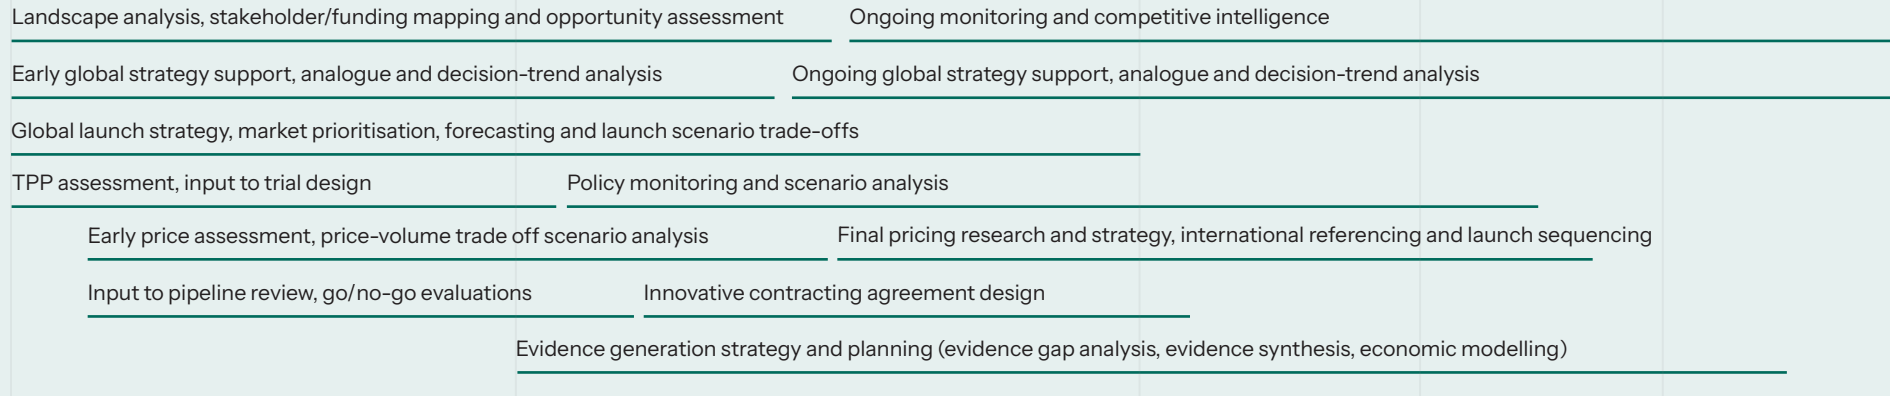 Landscape analysis, stakeholder/funding mapping and opportunity assessment
Ongoing monitoring and competitive intelligence
Early global strategy support, analogue and decision-trend analysis
Ongoing global strategy support, analogue and decision-trend analysis
Global launch strategy, market prioritisation, forecasting and launch scenario trade-offs
TPP assessment, input to trial design
Policy monitoring and scenario analysis
Early price assessment, price-volume trade off scenario analysis
Final pricing research and strategy, international referencing and launch sequencing
Input to pipeline review, go/no-go evaluations
Innovative contracting agreement design
Evidence generation strategy and planning (evidence gap analysis, evidence synthesis, economic modelling)